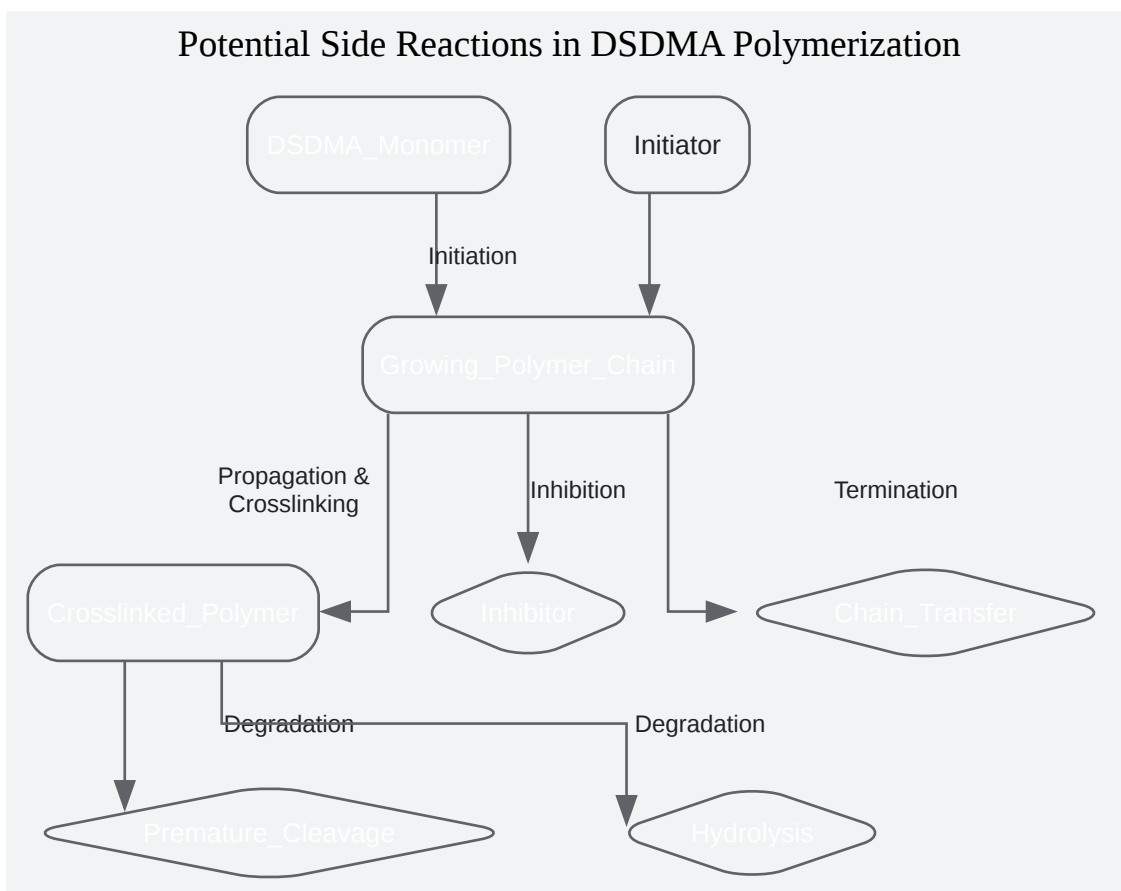 Potential Side Reactions in DSDMA Polymerization
DSDMA_Monomer
Initiator
Initiation
Growing_Polymer_Chain
Propagation &
Crosslinking
Inhibition
Termination
Crosslinked_Polymer
Inhibitor
Chain_Transfer
Degradation
Degradation
Premature_Cleavage
Hydrolysis